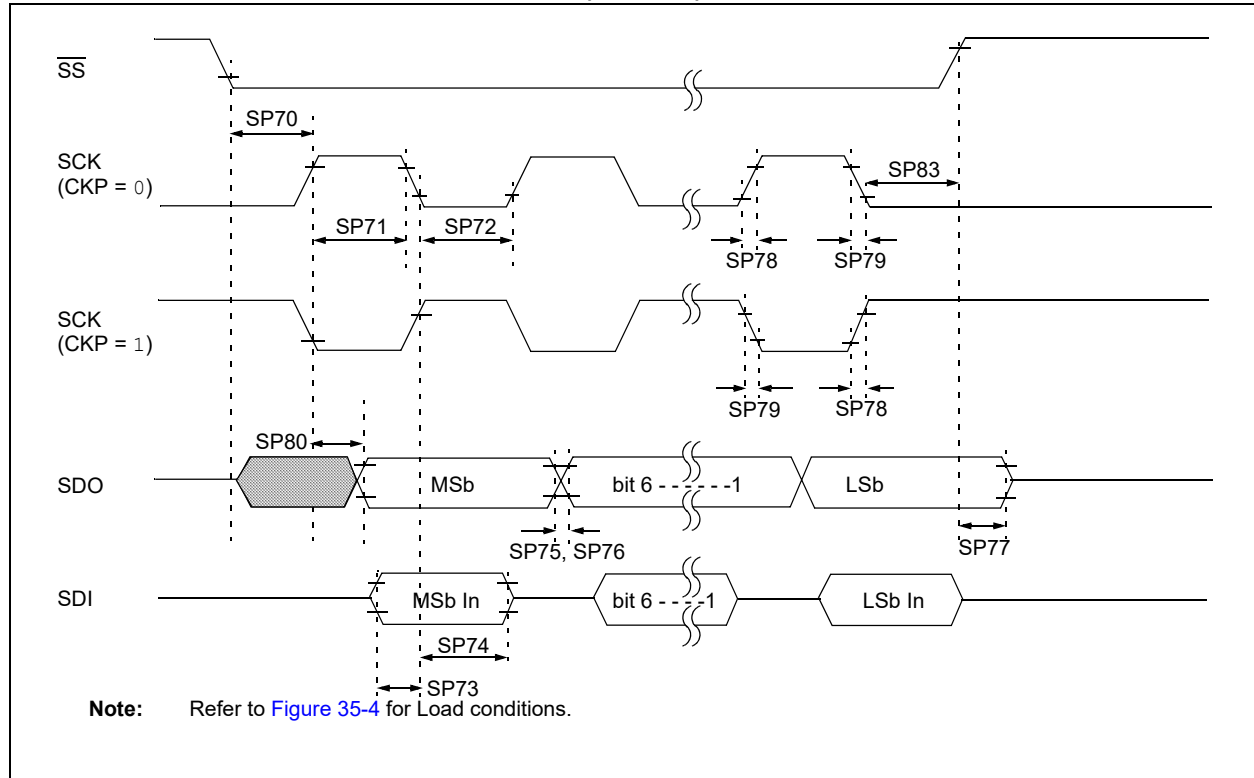 SS
SP70
SCK
(CKP = 0)
SP83
SP71
SP72
SP78
SP79
SCK
(CKP = 1)
SP79
SP78
SP80
SDO
MSb
bit 6 - - - - - - -1
LSb
SP75, SP76
SP77
SDI
MSb In
bit 6 - - - - -1
LSb In
SP74
SP73
Note: Refer to Figure 35-4 for Load conditions.